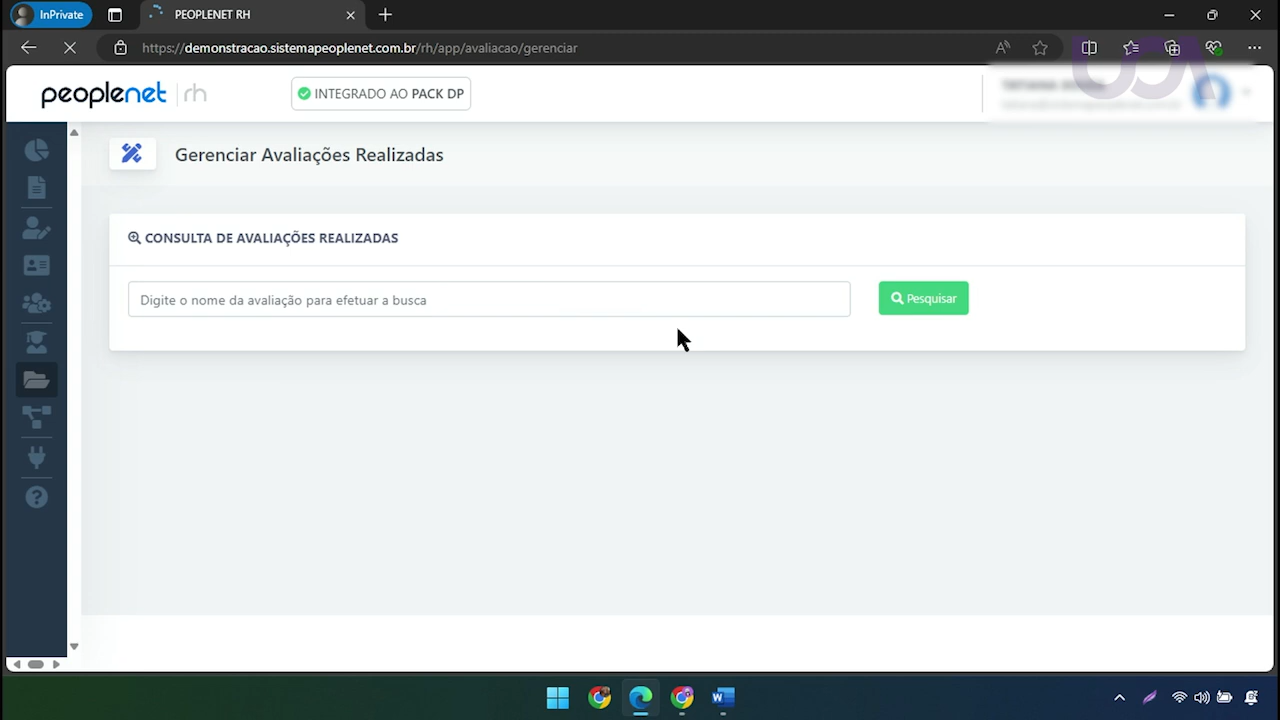 InPrivate
PEOPLENET RH
https://demonstracao.sistemapeoplenet.com.br/rh/app/avaliacao/gerenciar
peoplenet rh
INTEGRADO AO PACK DP
Gerenciar Avaliações Realizadas
CONSULTA DE AVALIAÇÕES REALIZADAS
Digite o nome da avaliação para efetuar a busca
Pesquisar